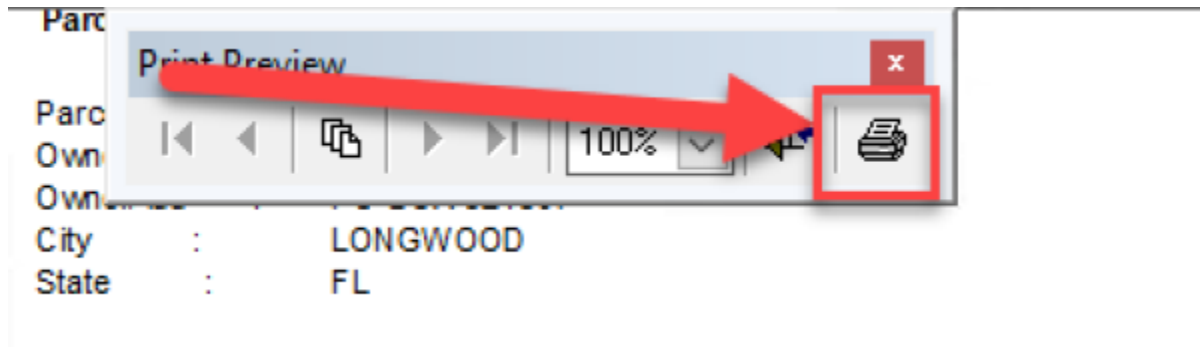 Parc
Print Preview
x
Parc
100%
Own
City : LONGWOOD
State : FL